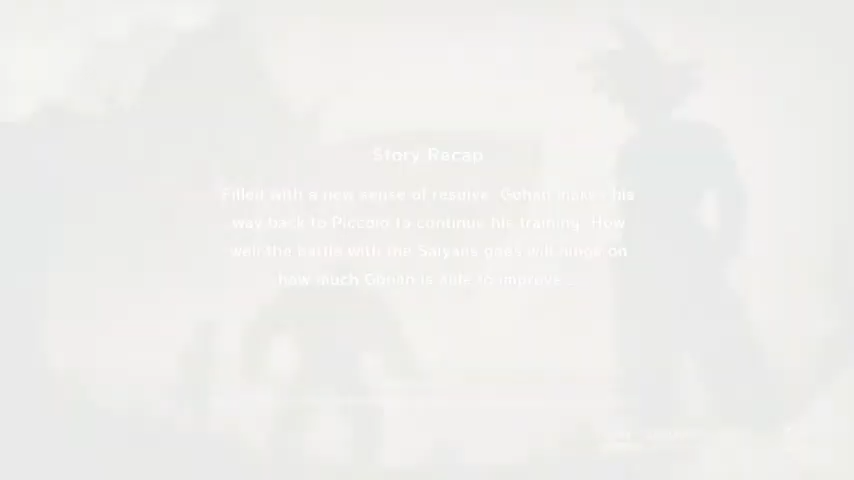 Story Recap
Filled with a new sense of resolve, Gohan makes his
way back to Piccolo to continue his training. How
well the battle with the Saiyans goes will hinge on
how much Gohan is able to improve...